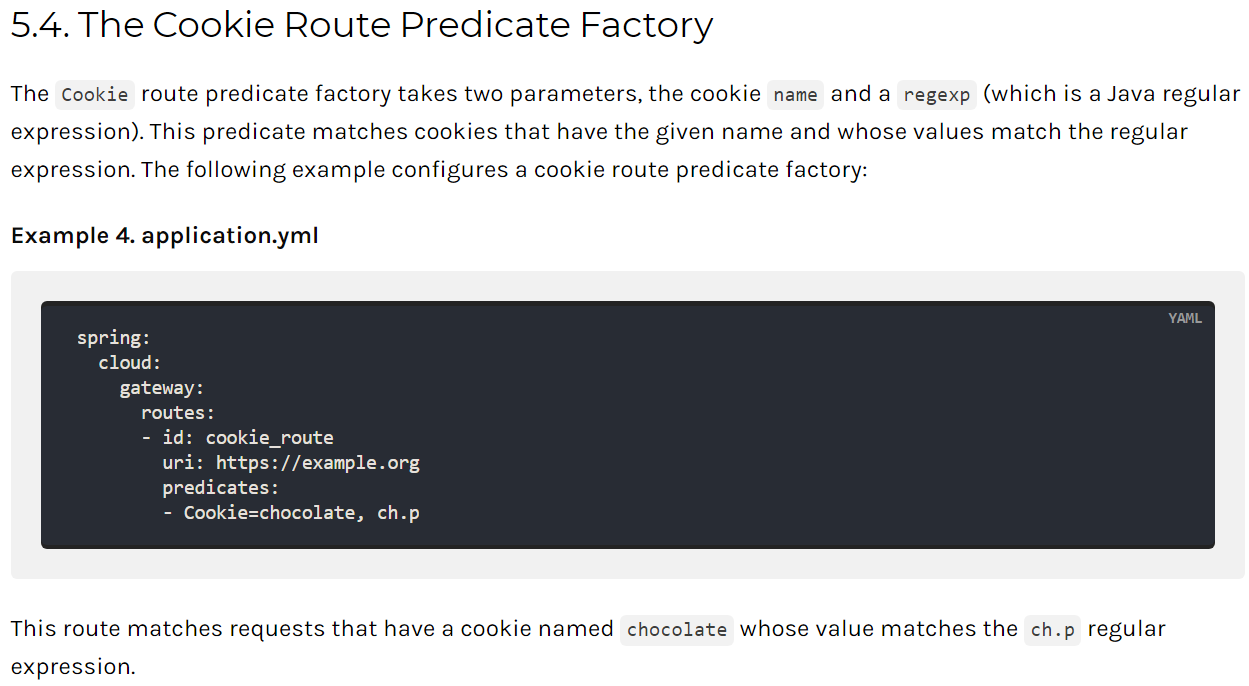 5.4. The Cookie Route Predicate Factory
The Cookie route predicate factory takes two parameters, the cookie name and a regexp (which is a Java regular
expression). This predicate matches cookies that have the given name and whose values match the regular
expression. The following example configures a cookie route predicate factory:
Example 4. application.yml
YAML
spring:
  cloud:
    gateway:
      routes:
      - id: cookie_route
        uri: https://example.org
        predicates:
        - Cookie=chocolate, ch.p
This route matches requests that have a cookie named chocolate whose value matches the ch.p regular
expression.